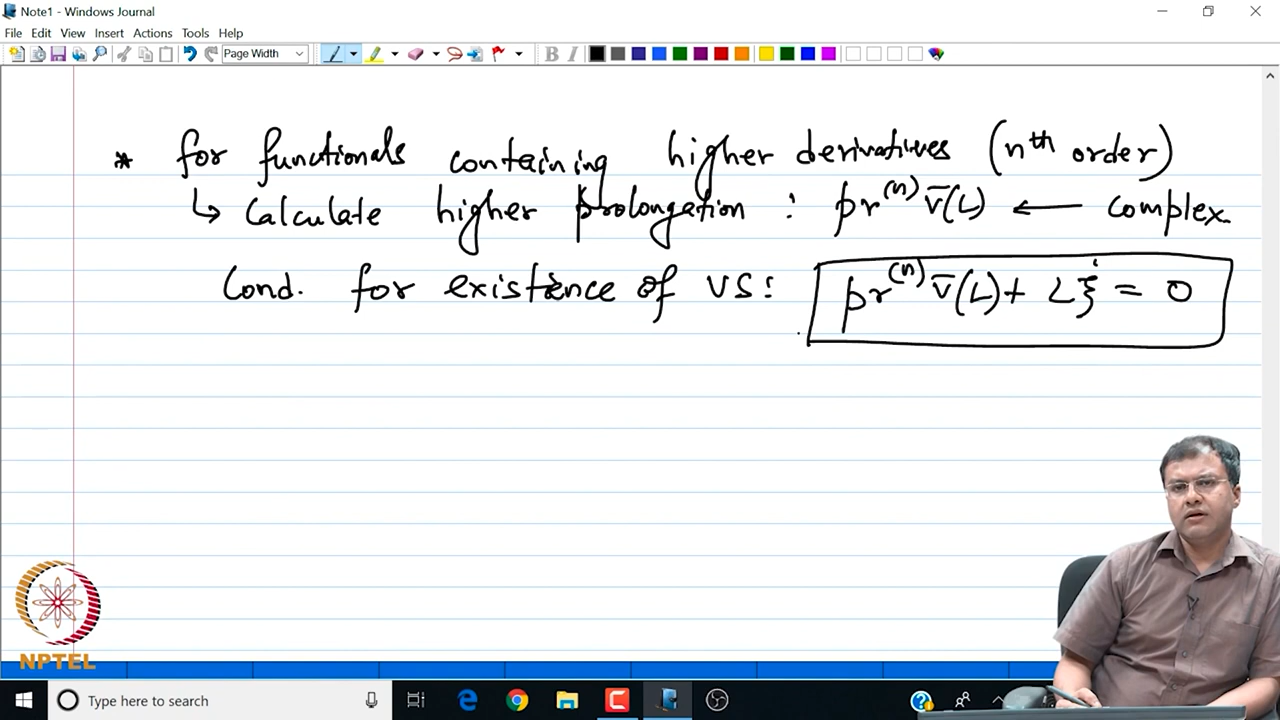 Note1 - Windows Journal
File Edit View Insert Actions Tools Help
Page Width
B I
* for functionals containing higher derivatives (nth order)
↳ Calculate higher prolongation : pr⁽ⁿ⁾ v̄(L) ← complex.
Cond. for existence of VS: pr⁽ⁿ⁾ v̄(L) + L ξ̇ = 0
NPTEL
Type here to search